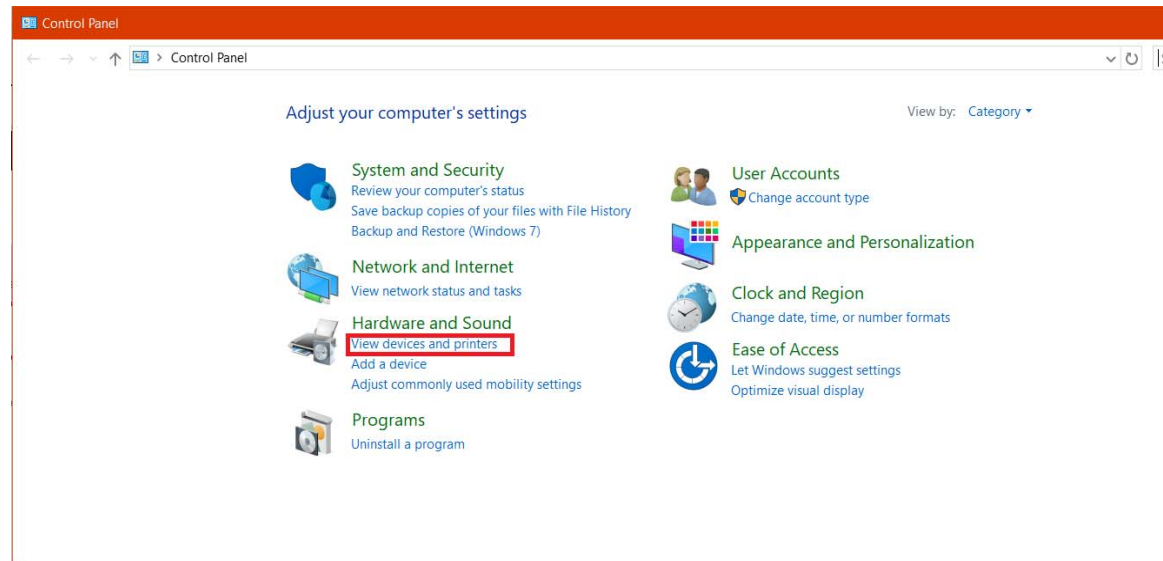 Control Panel
Control Panel
Adjust your computer's settings
View by: Category
System and Security
Review your computer's status
Save backup copies of your files with File History
Backup and Restore (Windows 7)
Network and Internet
View network status and tasks
Hardware and Sound
View devices and printers
Add a device
Adjust commonly used mobility settings
Programs
Uninstall a program
User Accounts
Change account type
Appearance and Personalization
Clock and Region
Change date, time, or number formats
Ease of Access
Let Windows suggest settings
Optimize visual display